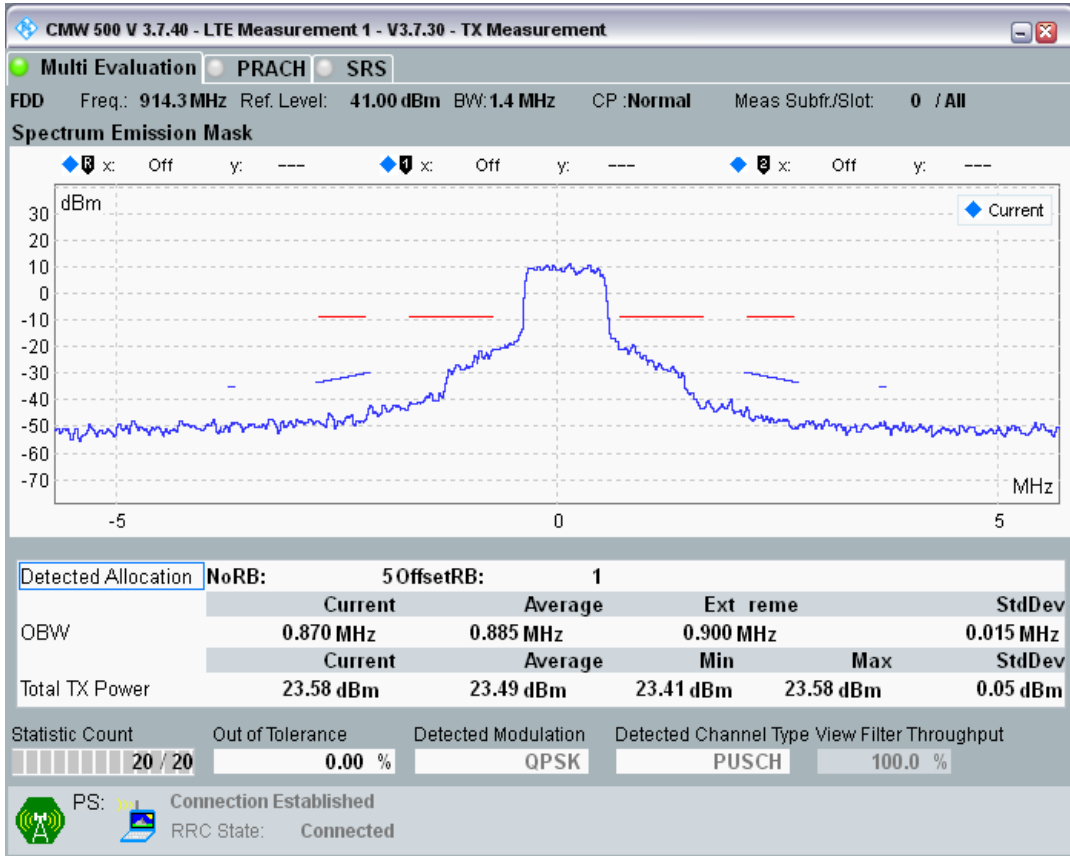 CMW 500 V 3.7.40 - LTE Measurement 1 - V3.7.30 - TX Measurement
Multi Evaluation PRACH SRS
FDD Freq.: 914.3 MHz Ref. Level: 41.00 dBm BW: 1.4 MHz CP :Normal Meas Subfr./Slot: 0 / All
Spectrum Emission Mask
R x: Off y: --- 1 x: Off y: --- 2 x: Off y: ---
dBm
Current
30
20
10
0
-10
-20
-30
-40
-50
-60
-70
MHz
-5 0 5
Detected Allocation NoRB: 5 OffsetRB: 1
Current Average Ext reme StdDev
OBW 0.870 MHz 0.885 MHz 0.900 MHz 0.015 MHz
Current Average Min Max StdDev
Total TX Power 23.58 dBm 23.49 dBm 23.41 dBm 23.58 dBm 0.05 dBm
Statistic Count Out of Tolerance Detected Modulation Detected Channel Type View Filter Throughput
20 / 20 0.00 % QPSK PUSCH 100.0 %
PS: Connection Established
RRC State: Connected